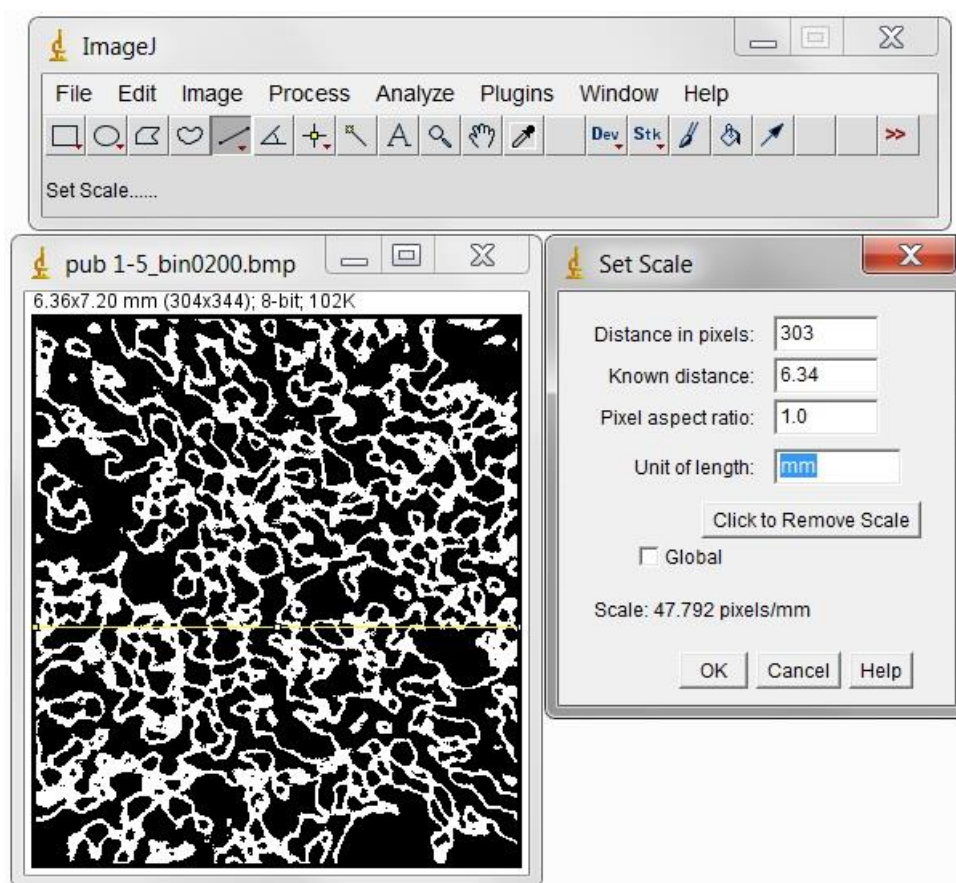 ImageJ
File Edit Image Process Analyze Plugins Window Help
A Dev Stk >>
Set Scale......
pub 1-5_bin0200.bmp
6.36x7.20 mm (304x344); 8-bit; 102K
Set Scale
Distance in pixels: 303
Known distance: 6.34
Pixel aspect ratio: 1.0
Unit of length: mm
Click to Remove Scale
Global
Scale: 47.792 pixels/mm
OK Cancel Help